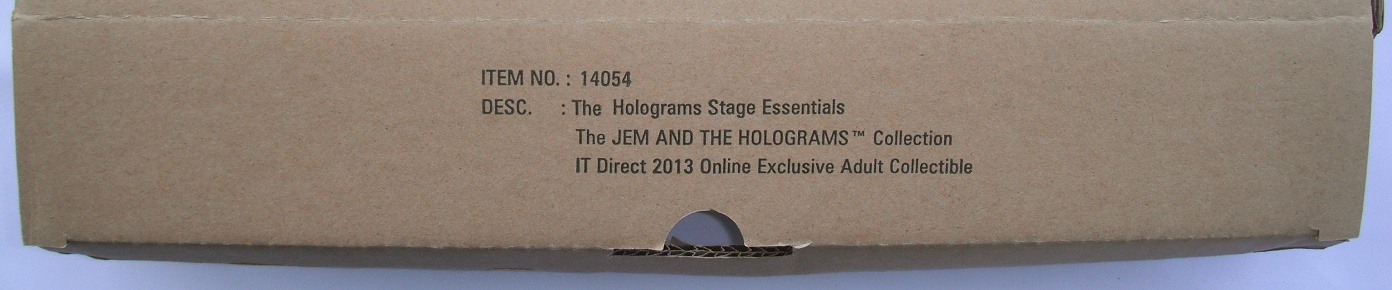 ITEM NO. : 14054
DESC. : The Holograms Stage Essentials
The JEM AND THE HOLOGRAMS™ Collection
IT Direct 2013 Online Exclusive Adult Collectible